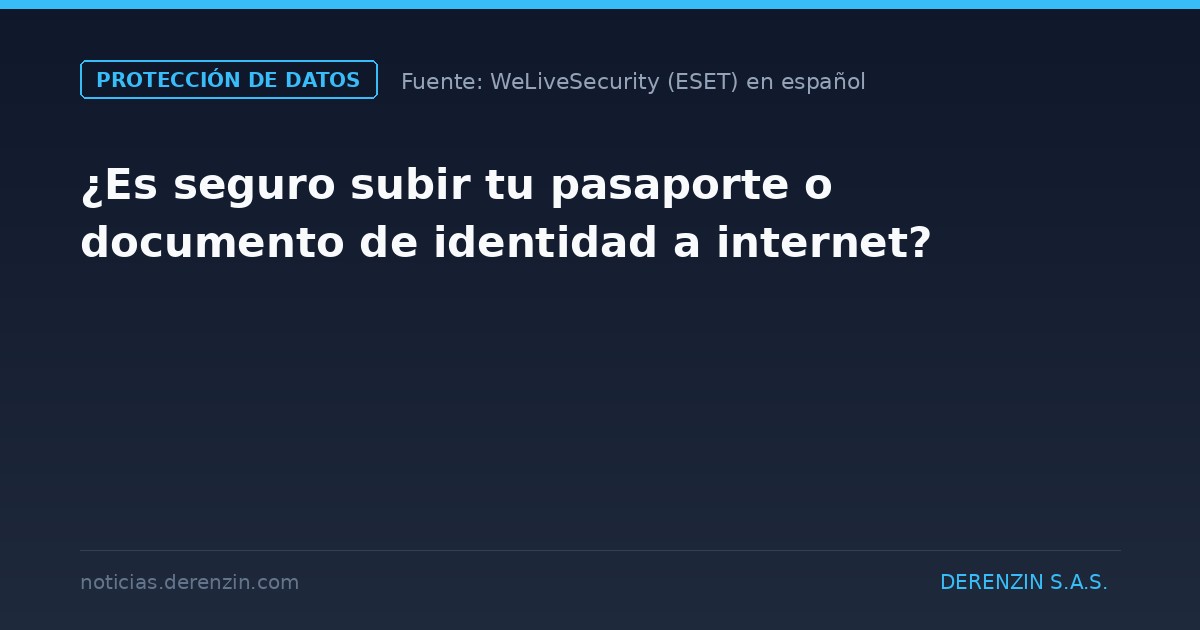 PROTECCIÓN DE DATOS
Fuente: WeLiveSecurity (ESET) en español
¿Es seguro subir tu pasaporte o
documento de identidad a internet?
noticias.derenzin.com
DERENZIN S.A.S.